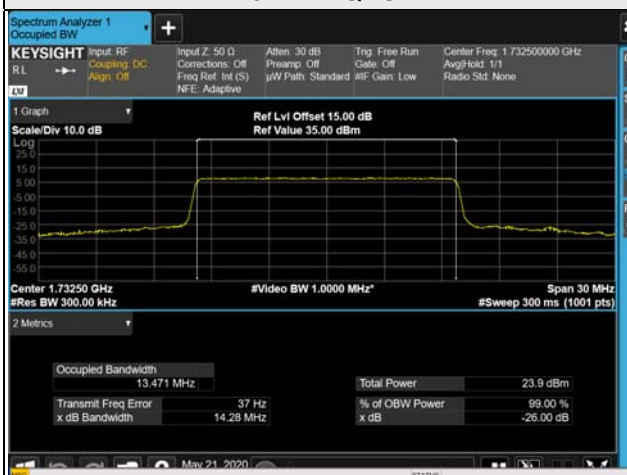 Spectrum Analyzer 1
Occupied BW
+
KEYSIGHT Input: RF Input Z: 50 Ω Atten: 30 dB Trig: Free Run Center Freq: 1.732500000 GHz
RL Coupling: DC Corrections: Off Preamp: Off Gate: Off Avg|Hold: 1/1
Align: Off Freq Ref: Int (S) µW Path: Standard #IF Gain: Low Radio Std: None
NFE: Adaptive
LXI
1 Graph
Ref Lvl Offset 15.00 dB
Scale/Div 10.0 dB Ref Value 35.00 dBm
Log
25.0
15.0
5.00
-5.00
-15.0
-25.0
-35.0
-45.0
-55.0
Center 1.73250 GHz #Video BW 1.0000 MHz* Span 30 MHz
#Res BW 300.00 kHz #Sweep 300 ms (1001 pts)
2 Metrics
Occupied Bandwidth
13.471 MHz Total Power 23.9 dBm
Transmit Freq Error 37 Hz % of OBW Power 99.00 %
x dB Bandwidth 14.28 MHz x dB -26.00 dB
May 21, 2020
MSG STATUS